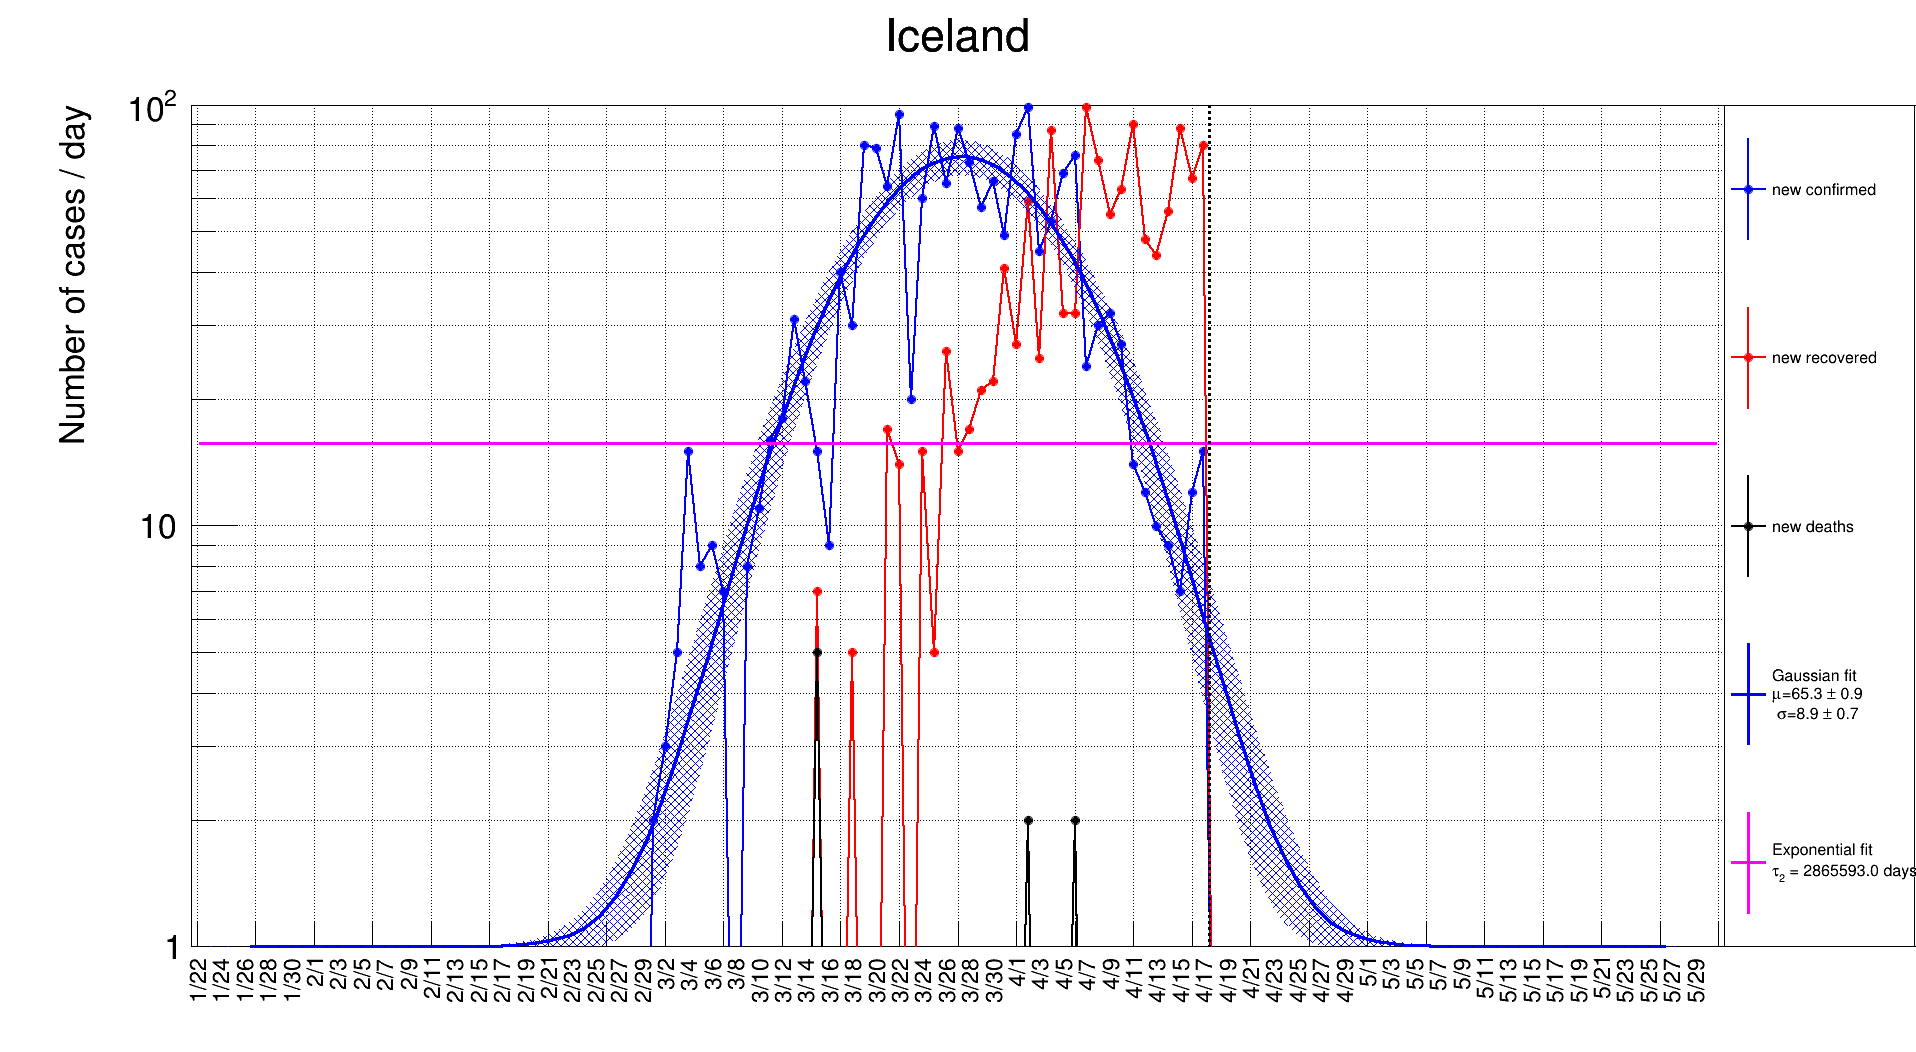 Iceland
Number of cases / day
10²
10
1
1/22 1/24 1/26 1/28 1/30 2/1 2/3 2/5 2/7 2/9 2/11 2/13 2/15 2/17 2/19 2/21 2/23 2/25 2/27 2/29 3/2 3/4 3/6 3/8 3/10 3/12 3/14 3/16 3/18 3/20 3/22 3/24 3/26 3/28 3/30 4/1 4/3 4/5 4/7 4/9 4/11 4/13 4/15 4/17 4/19 4/21 4/23 4/25 4/27 4/29 5/1 5/3 5/5 5/7 5/9 5/11 5/13 5/15 5/17 5/19 5/21 5/23 5/25 5/27 5/29
new confirmed
new recovered
new deaths
Gaussian fit
μ=65.3 ± 0.9
σ=8.9 ± 0.7
Exponential fit
τ₂ = 2865593.0 days